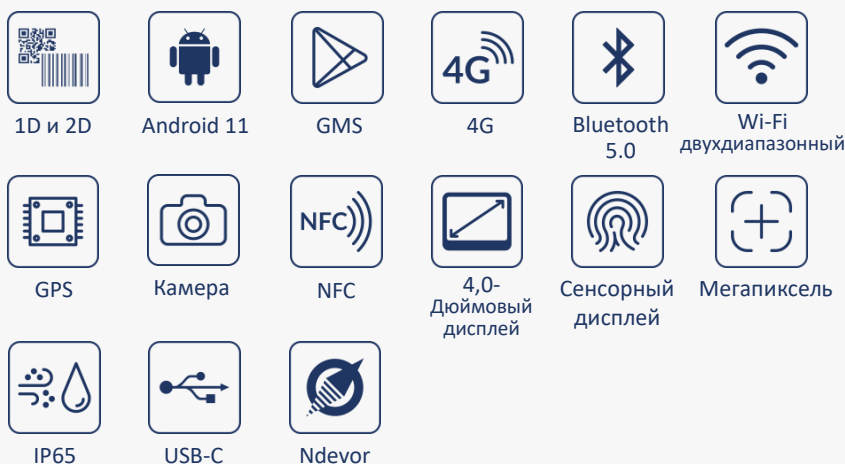 4G
1D и 2D
Android 11
GMS
4G
Bluetooth
5.0
Wi-Fi
двухдиапазонный
NFC
GPS
Камера
NFC
4,0-
Дюймовый
дисплей
Сенсорный
дисплей
Мегапиксель
IP65
USB-C
Ndevor